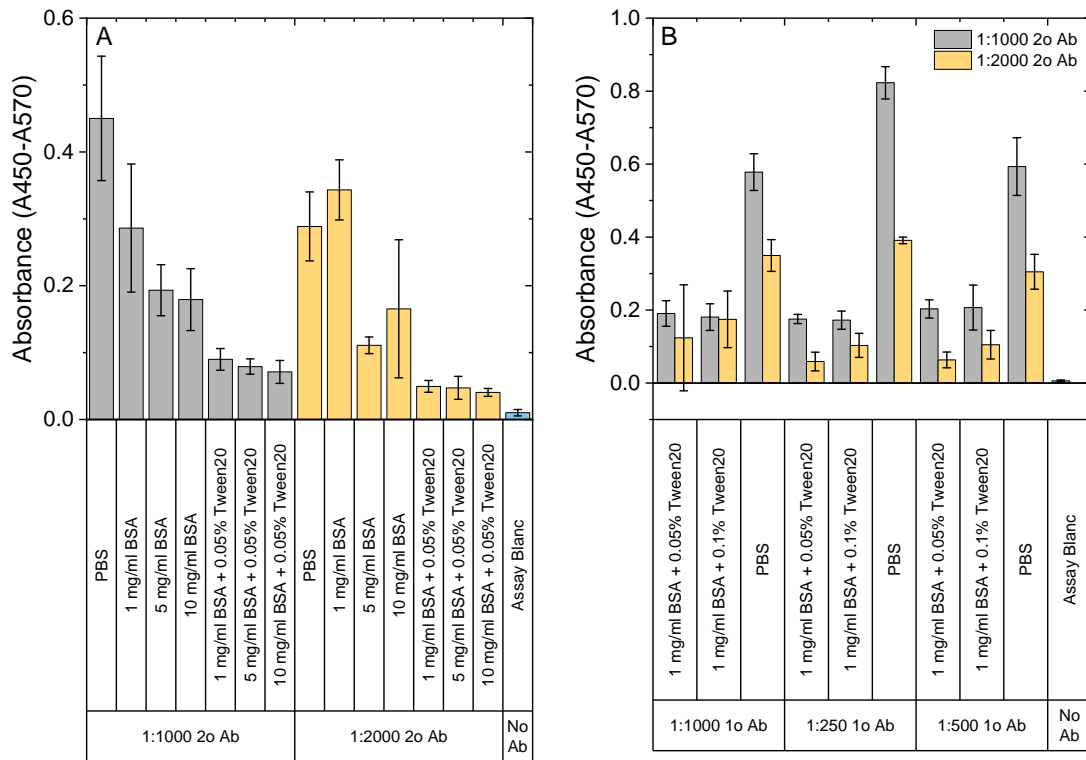 A
Absorbance (A450-A570)
0.6
0.4
0.2
0.0
PBS
1 mg/ml BSA
5 mg/ml BSA
10 mg/ml BSA
1 mg/ml BSA + 0.05% Tween20
5 mg/ml BSA + 0.05% Tween20
10 mg/ml BSA + 0.05% Tween20
PBS
1 mg/ml BSA
5 mg/ml BSA
10 mg/ml BSA
1 mg/ml BSA + 0.05% Tween20
5 mg/ml BSA + 0.05% Tween20
10 mg/ml BSA + 0.05% Tween20
Assay Blanc
1:1000 2o Ab
1:2000 2o Ab
No
Ab
B
1:1000 2o Ab
1:2000 2o Ab
Absorbance (A450-A570)
1.0
0.8
0.6
0.4
0.2
0.0
1 mg/ml BSA + 0.05% Tween20
1 mg/ml BSA + 0.1% Tween20
PBS
1 mg/ml BSA + 0.05% Tween20
1 mg/ml BSA + 0.1% Tween20
PBS
1 mg/ml BSA + 0.05% Tween20
1 mg/ml BSA + 0.1% Tween20
PBS
Assay Blanc
1:1000 1o Ab
1:250 1o Ab
1:500 1o Ab
No
Ab